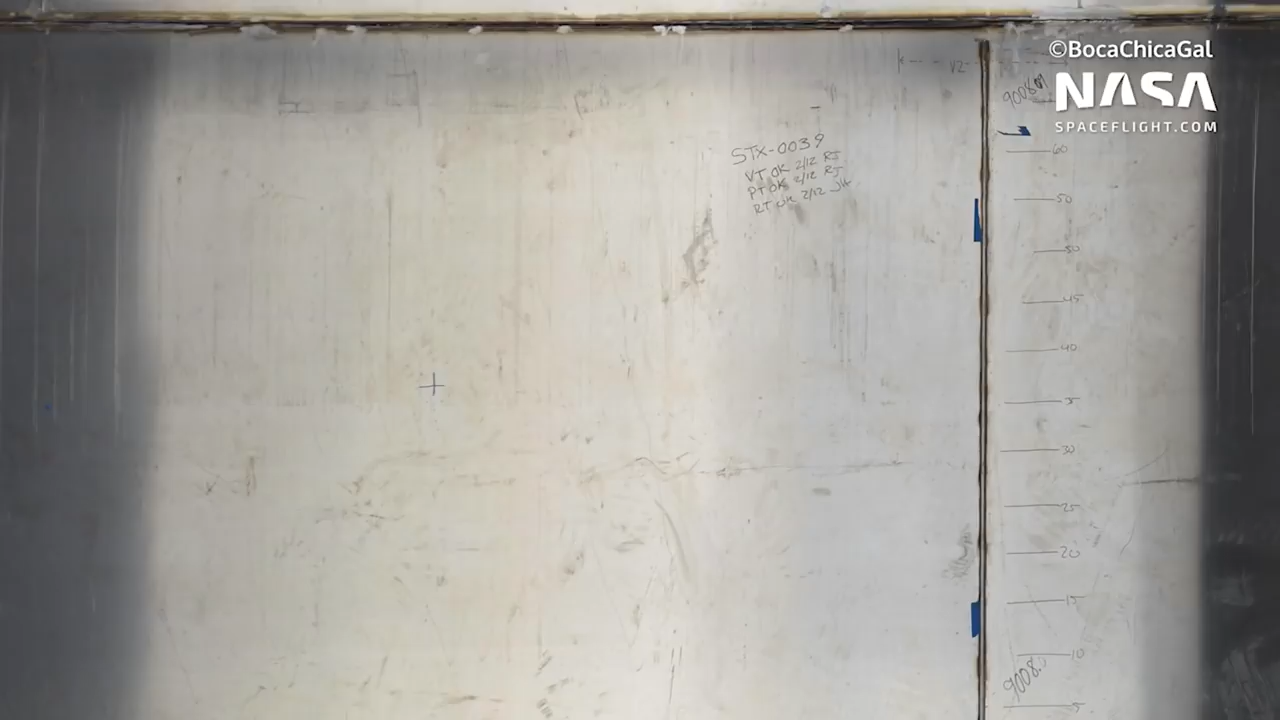 ©BocaChicaGal
NASA
SPACEFLIGHT.COM
V2
STX-0039
VT OK 2/12 RJ
PT OK 2/12 RJ
RT OK 2/12 JH
60
50
50
45
40
30
25
20
15
10
5